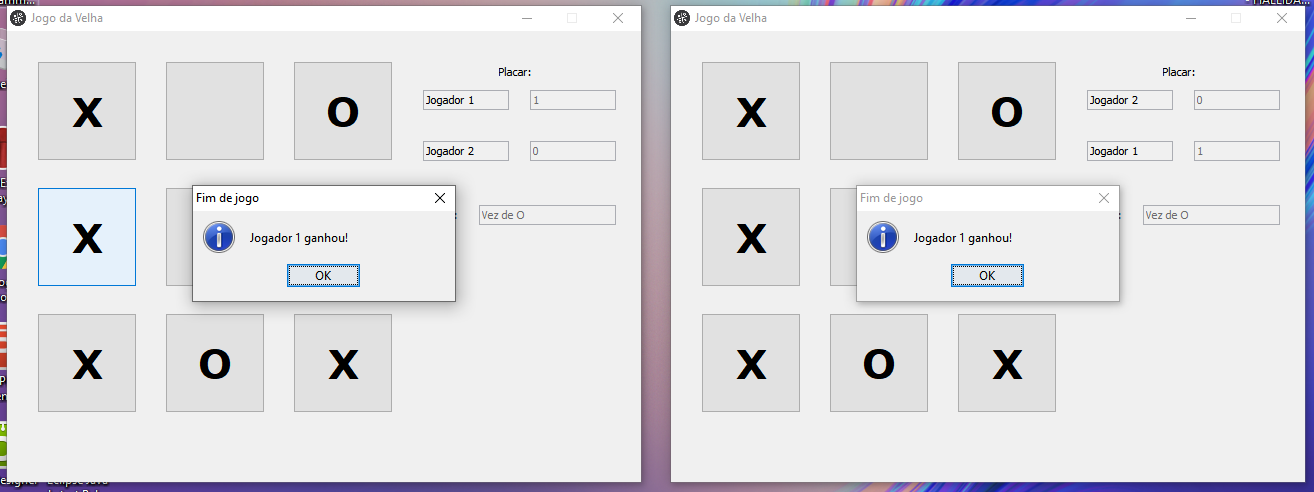 Jogo da Velha
X
O
Placar:
Jogador 1
1
Jogador 2
0
X
Fim de jogo
Jogador 1 ganhou!
OK
Vez de O
X
O
X
Jogo da Velha
X
O
Placar:
Jogador 2
0
Jogador 1
1
X
Fim de jogo
Jogador 1 ganhou!
OK
Vez de O
X
O
X